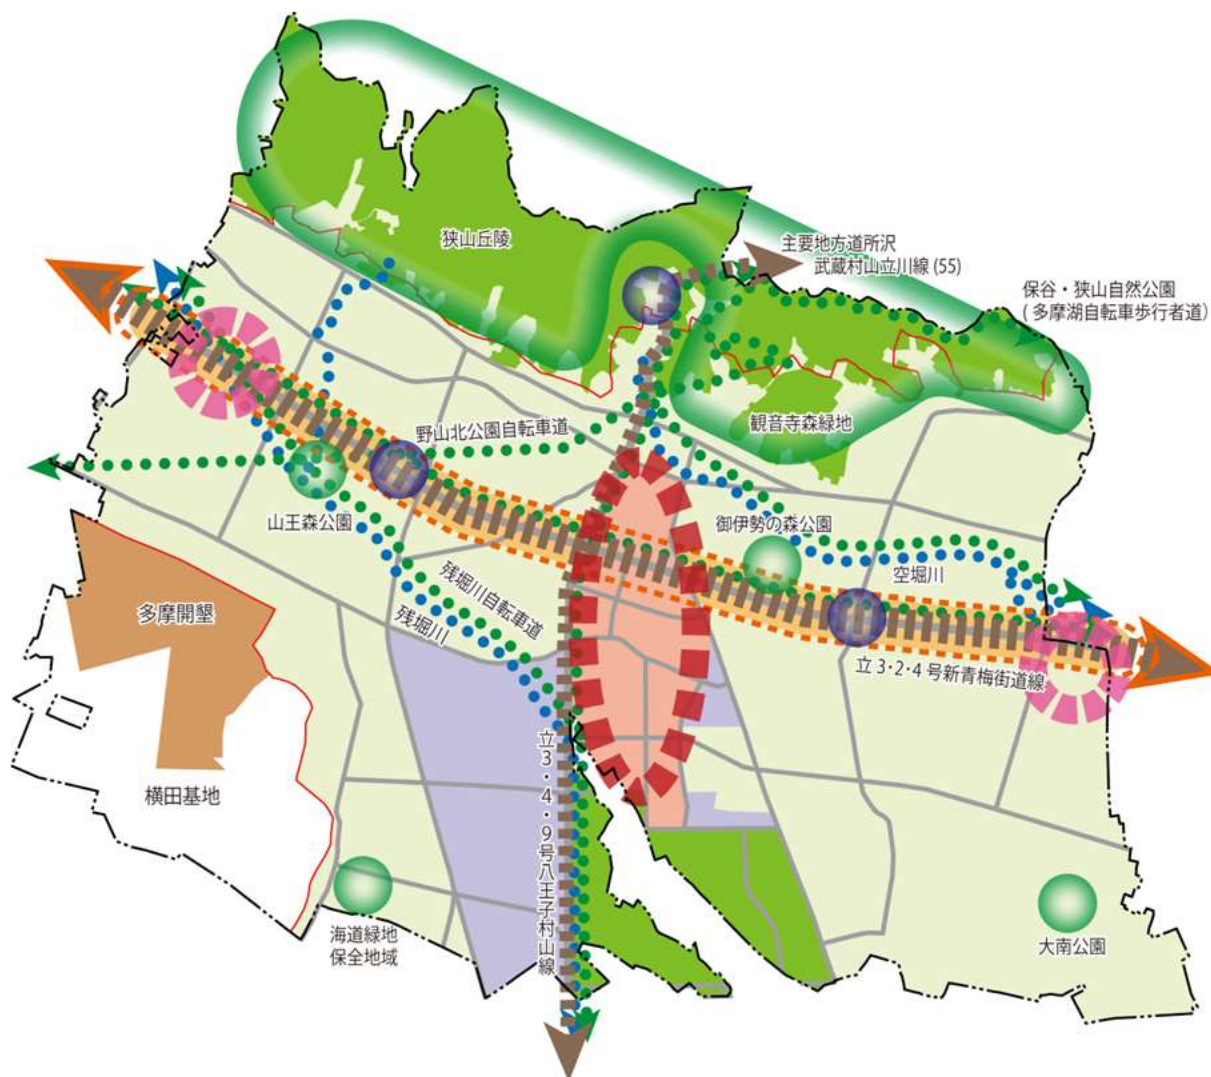 狭山丘陵
主要地方道所沢
武蔵村山立川線 (55)
保谷・狭山自然公園
( 多摩湖自転車歩行者道)
野山北公園自転車道
観音寺森緑地
山王森公園
御伊勢の森公園
空堀川
残堀川自転車道
残堀川
多摩開墾
立 3・2・4 号新青梅街道線
立3・4・9号八王子村山線
横田基地
海道緑地
保全地域
大南公園